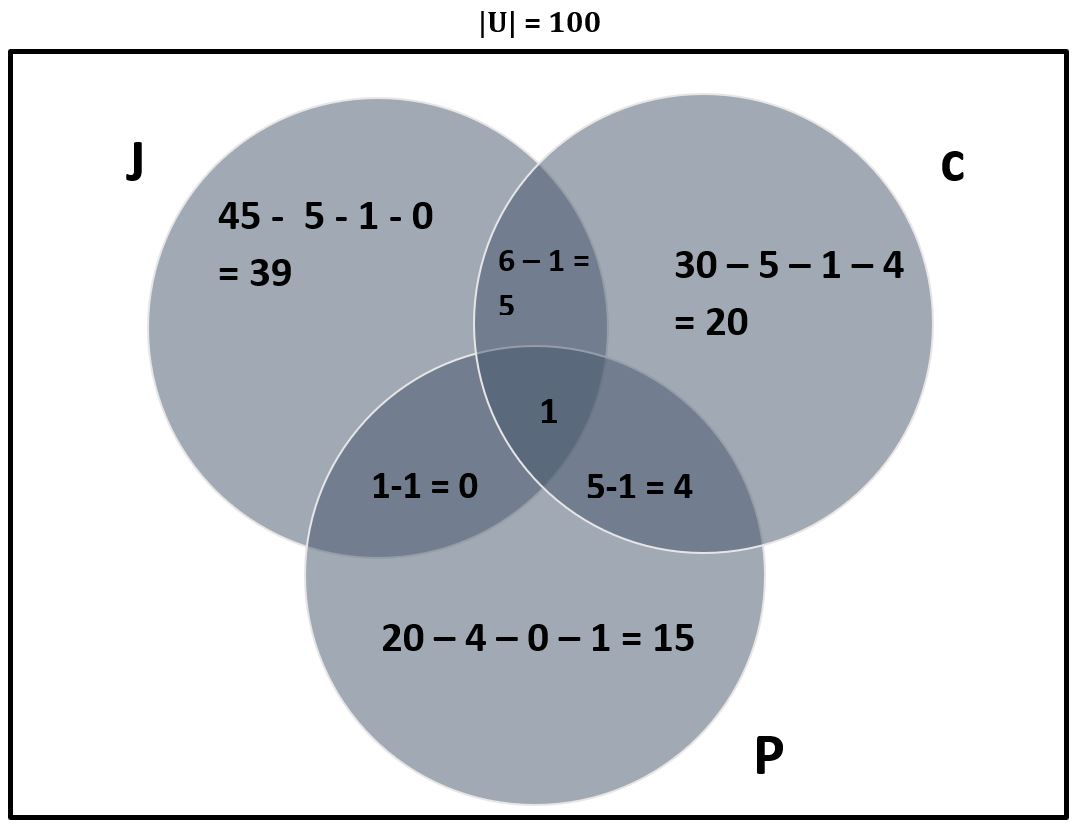 |U| = 100
J
c
45 -  5 - 1 - 0
= 39
6 – 1 =
5
30 – 5 – 1 – 4
= 20
1
1-1 = 0
5-1 = 4
20 – 4 – 0 – 1 = 15
P